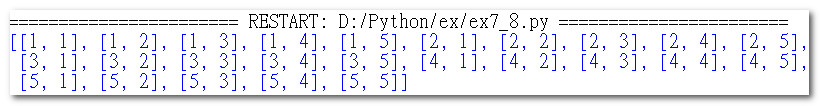 ======================= RESTART: D:/Python/ex/ex7_8.py =======================
[[1, 1], [1, 2], [1, 3], [1, 4], [1, 5], [2, 1], [2, 2], [2, 3], [2, 4], [2, 5],
[3, 1], [3, 2], [3, 3], [3, 4], [3, 5], [4, 1], [4, 2], [4, 3], [4, 4], [4, 5],
[5, 1], [5, 2], [5, 3], [5, 4], [5, 5]]